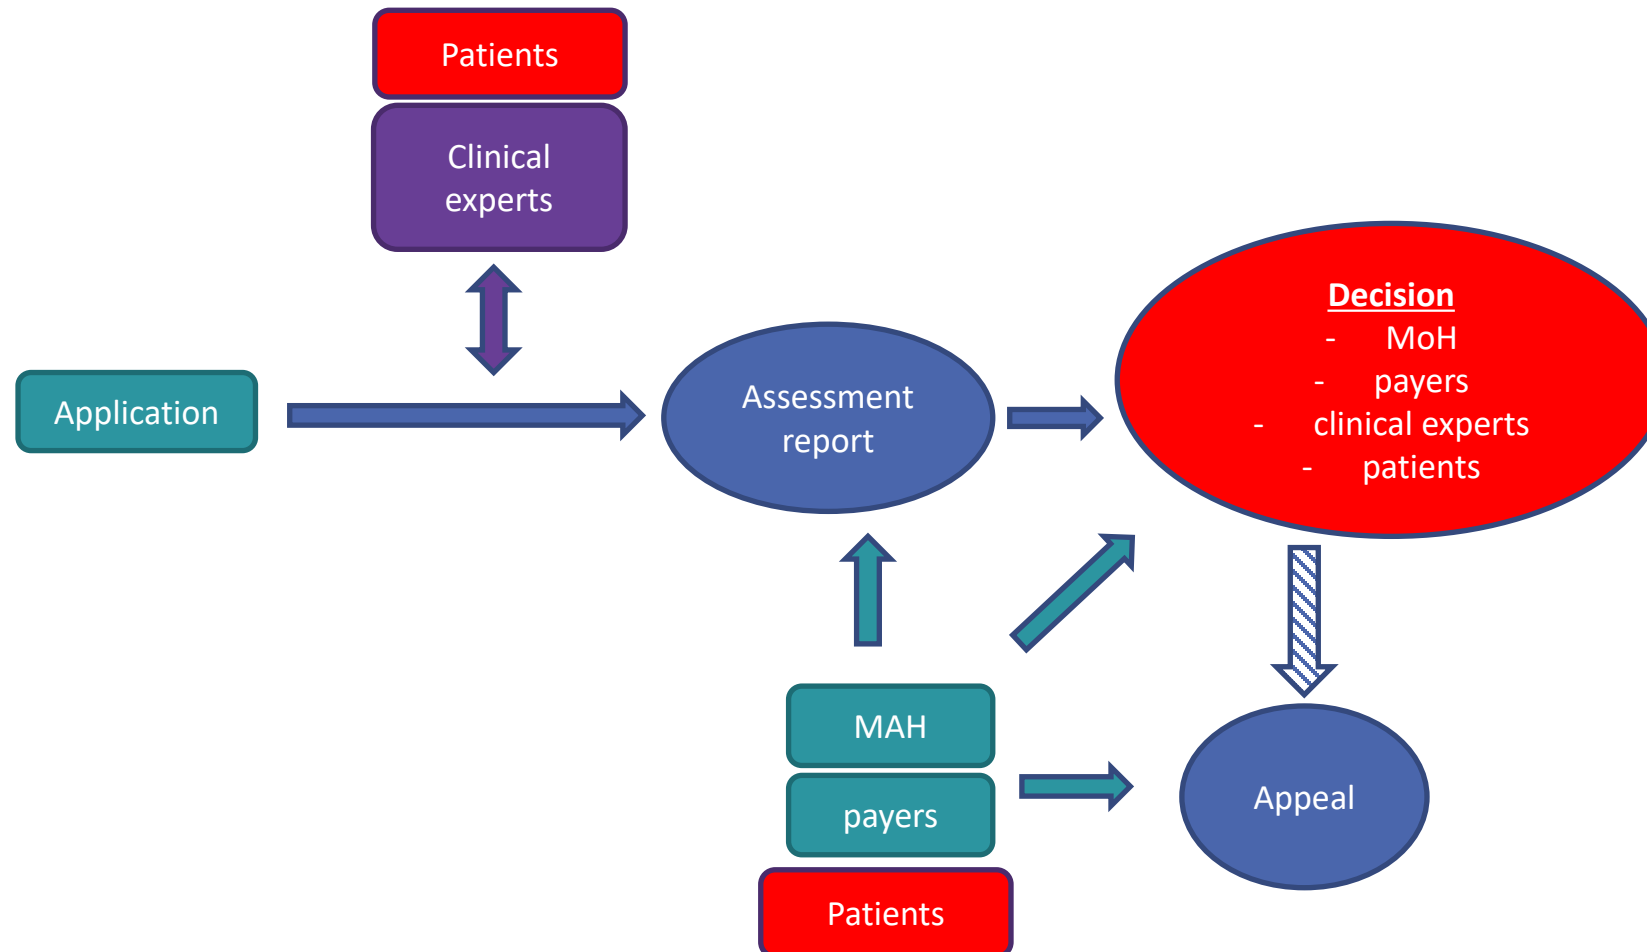 Patients
Clinical
experts
Application
Assessment
report
Decision
- MoH
- payers
- clinical experts
- patients
MAH
payers
Patients
Appeal